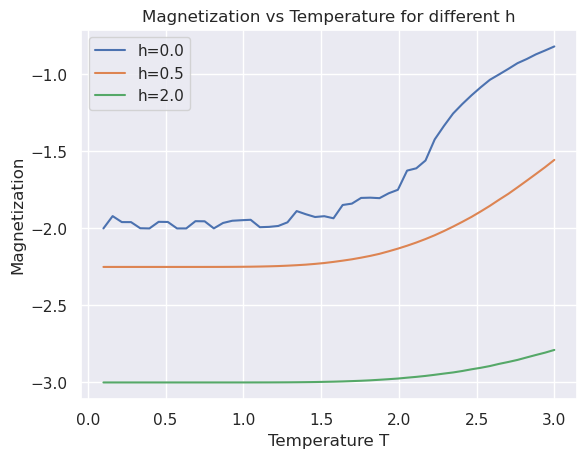 Magnetization vs Temperature for different h
h=0.0
h=0.5
h=2.0
Magnetization
−1.0
−1.5
−2.0
−2.5
−3.0
0.0 0.5 1.0 1.5 2.0 2.5 3.0
Temperature T